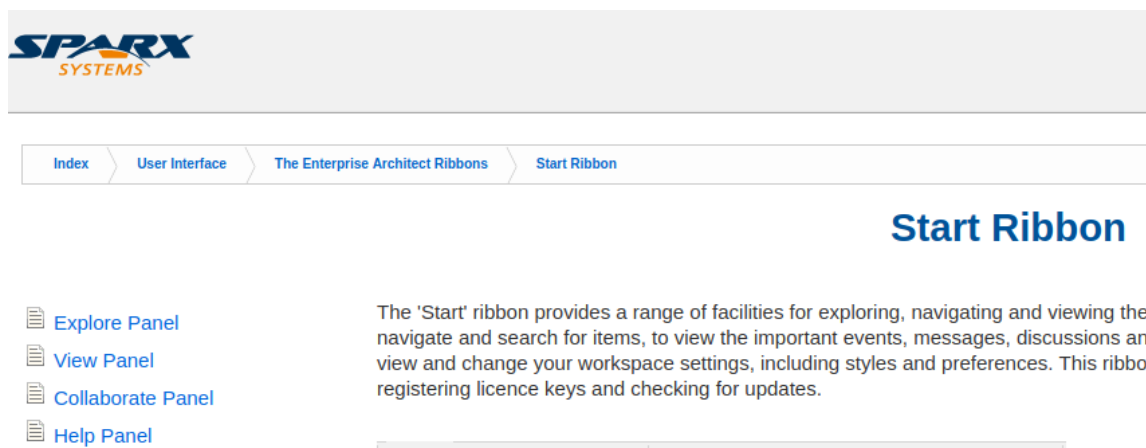 SPARX
SYSTEMS
Index User Interface The Enterprise Architect Ribbons Start Ribbon
Start Ribbon
Explore Panel
View Panel
Collaborate Panel
Help Panel
The 'Start' ribbon provides a range of facilities for exploring, navigating and viewing the
navigate and search for items, to view the important events, messages, discussions an
view and change your workspace settings, including styles and preferences. This ribbo
registering licence keys and checking for updates.